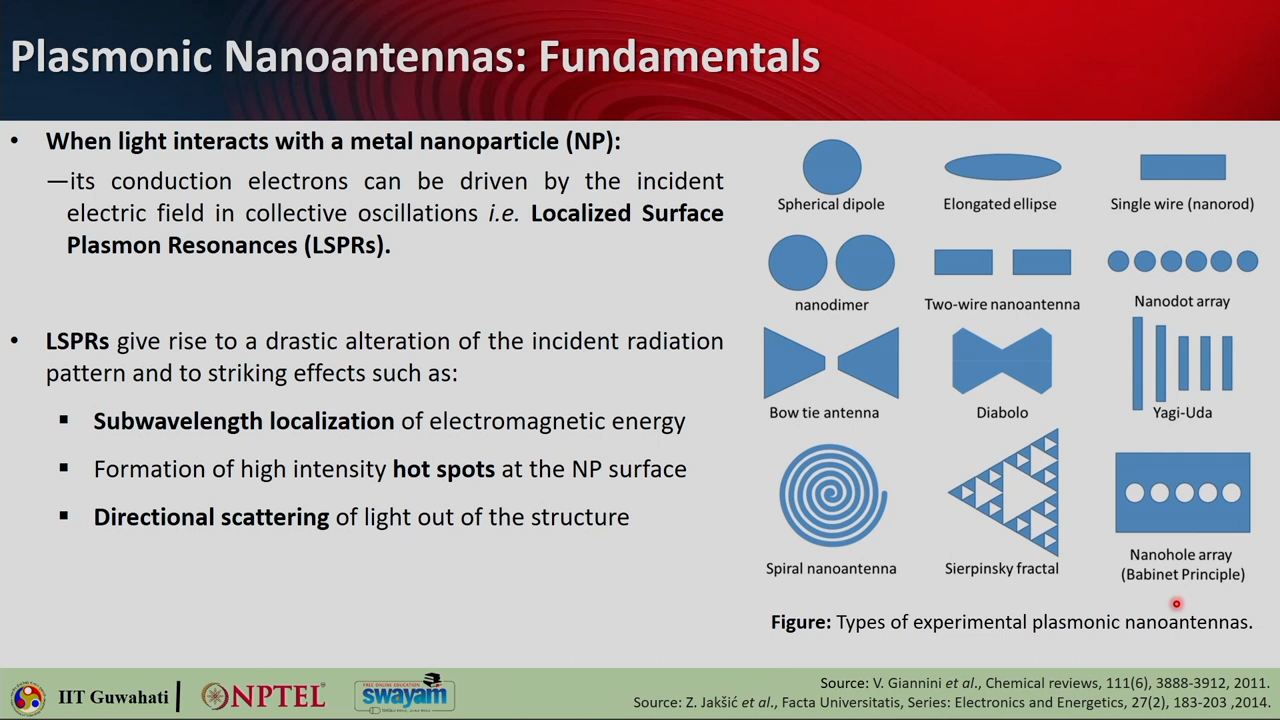 Plasmonic Nanoantennas: Fundamentals
• When light interacts with a metal nanoparticle (NP):
—its conduction electrons can be driven by the incident
electric field in collective oscillations i.e. Localized Surface
Plasmon Resonances (LSPRs).
• LSPRs give rise to a drastic alteration of the incident radiation
pattern and to striking effects such as:
▪ Subwavelength localization of electromagnetic energy
▪ Formation of high intensity hot spots at the NP surface
▪ Directional scattering of light out of the structure
Spherical dipole
Elongated ellipse
Single wire (nanorod)
nanodimer
Two-wire nanoantenna
Nanodot array
Bow tie antenna
Diabolo
Yagi-Uda
Spiral nanoantenna
Sierpinsky fractal
Nanohole array
(Babinet Principle)
Figure: Types of experimental plasmonic nanoantennas.
IIT Guwahati
NPTEL
FREE ONLINE EDUCATION
swayam
Source: V. Giannini et al., Chemical reviews, 111(6), 3888-3912, 2011.
Source: Z. Jakšić et al., Facta Universitatis, Series: Electronics and Energetics, 27(2), 183-203 ,2014.